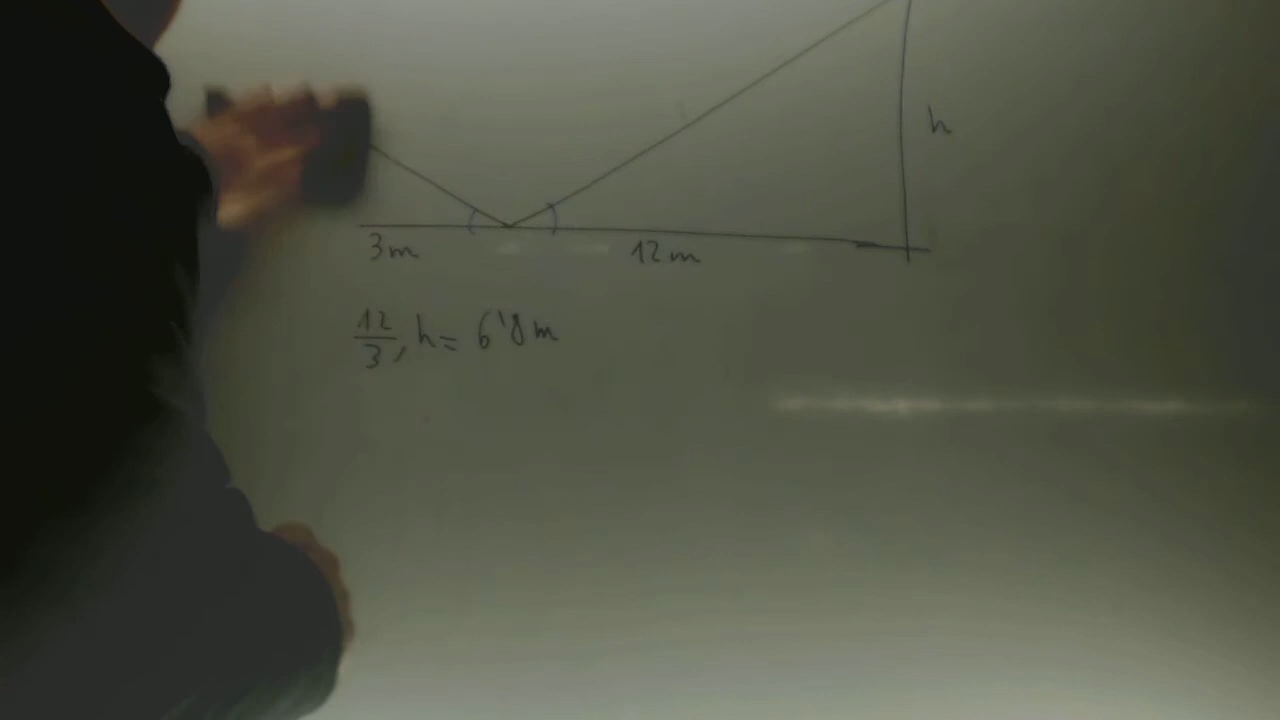 h
3m 12m
12/3, h = 6'8m